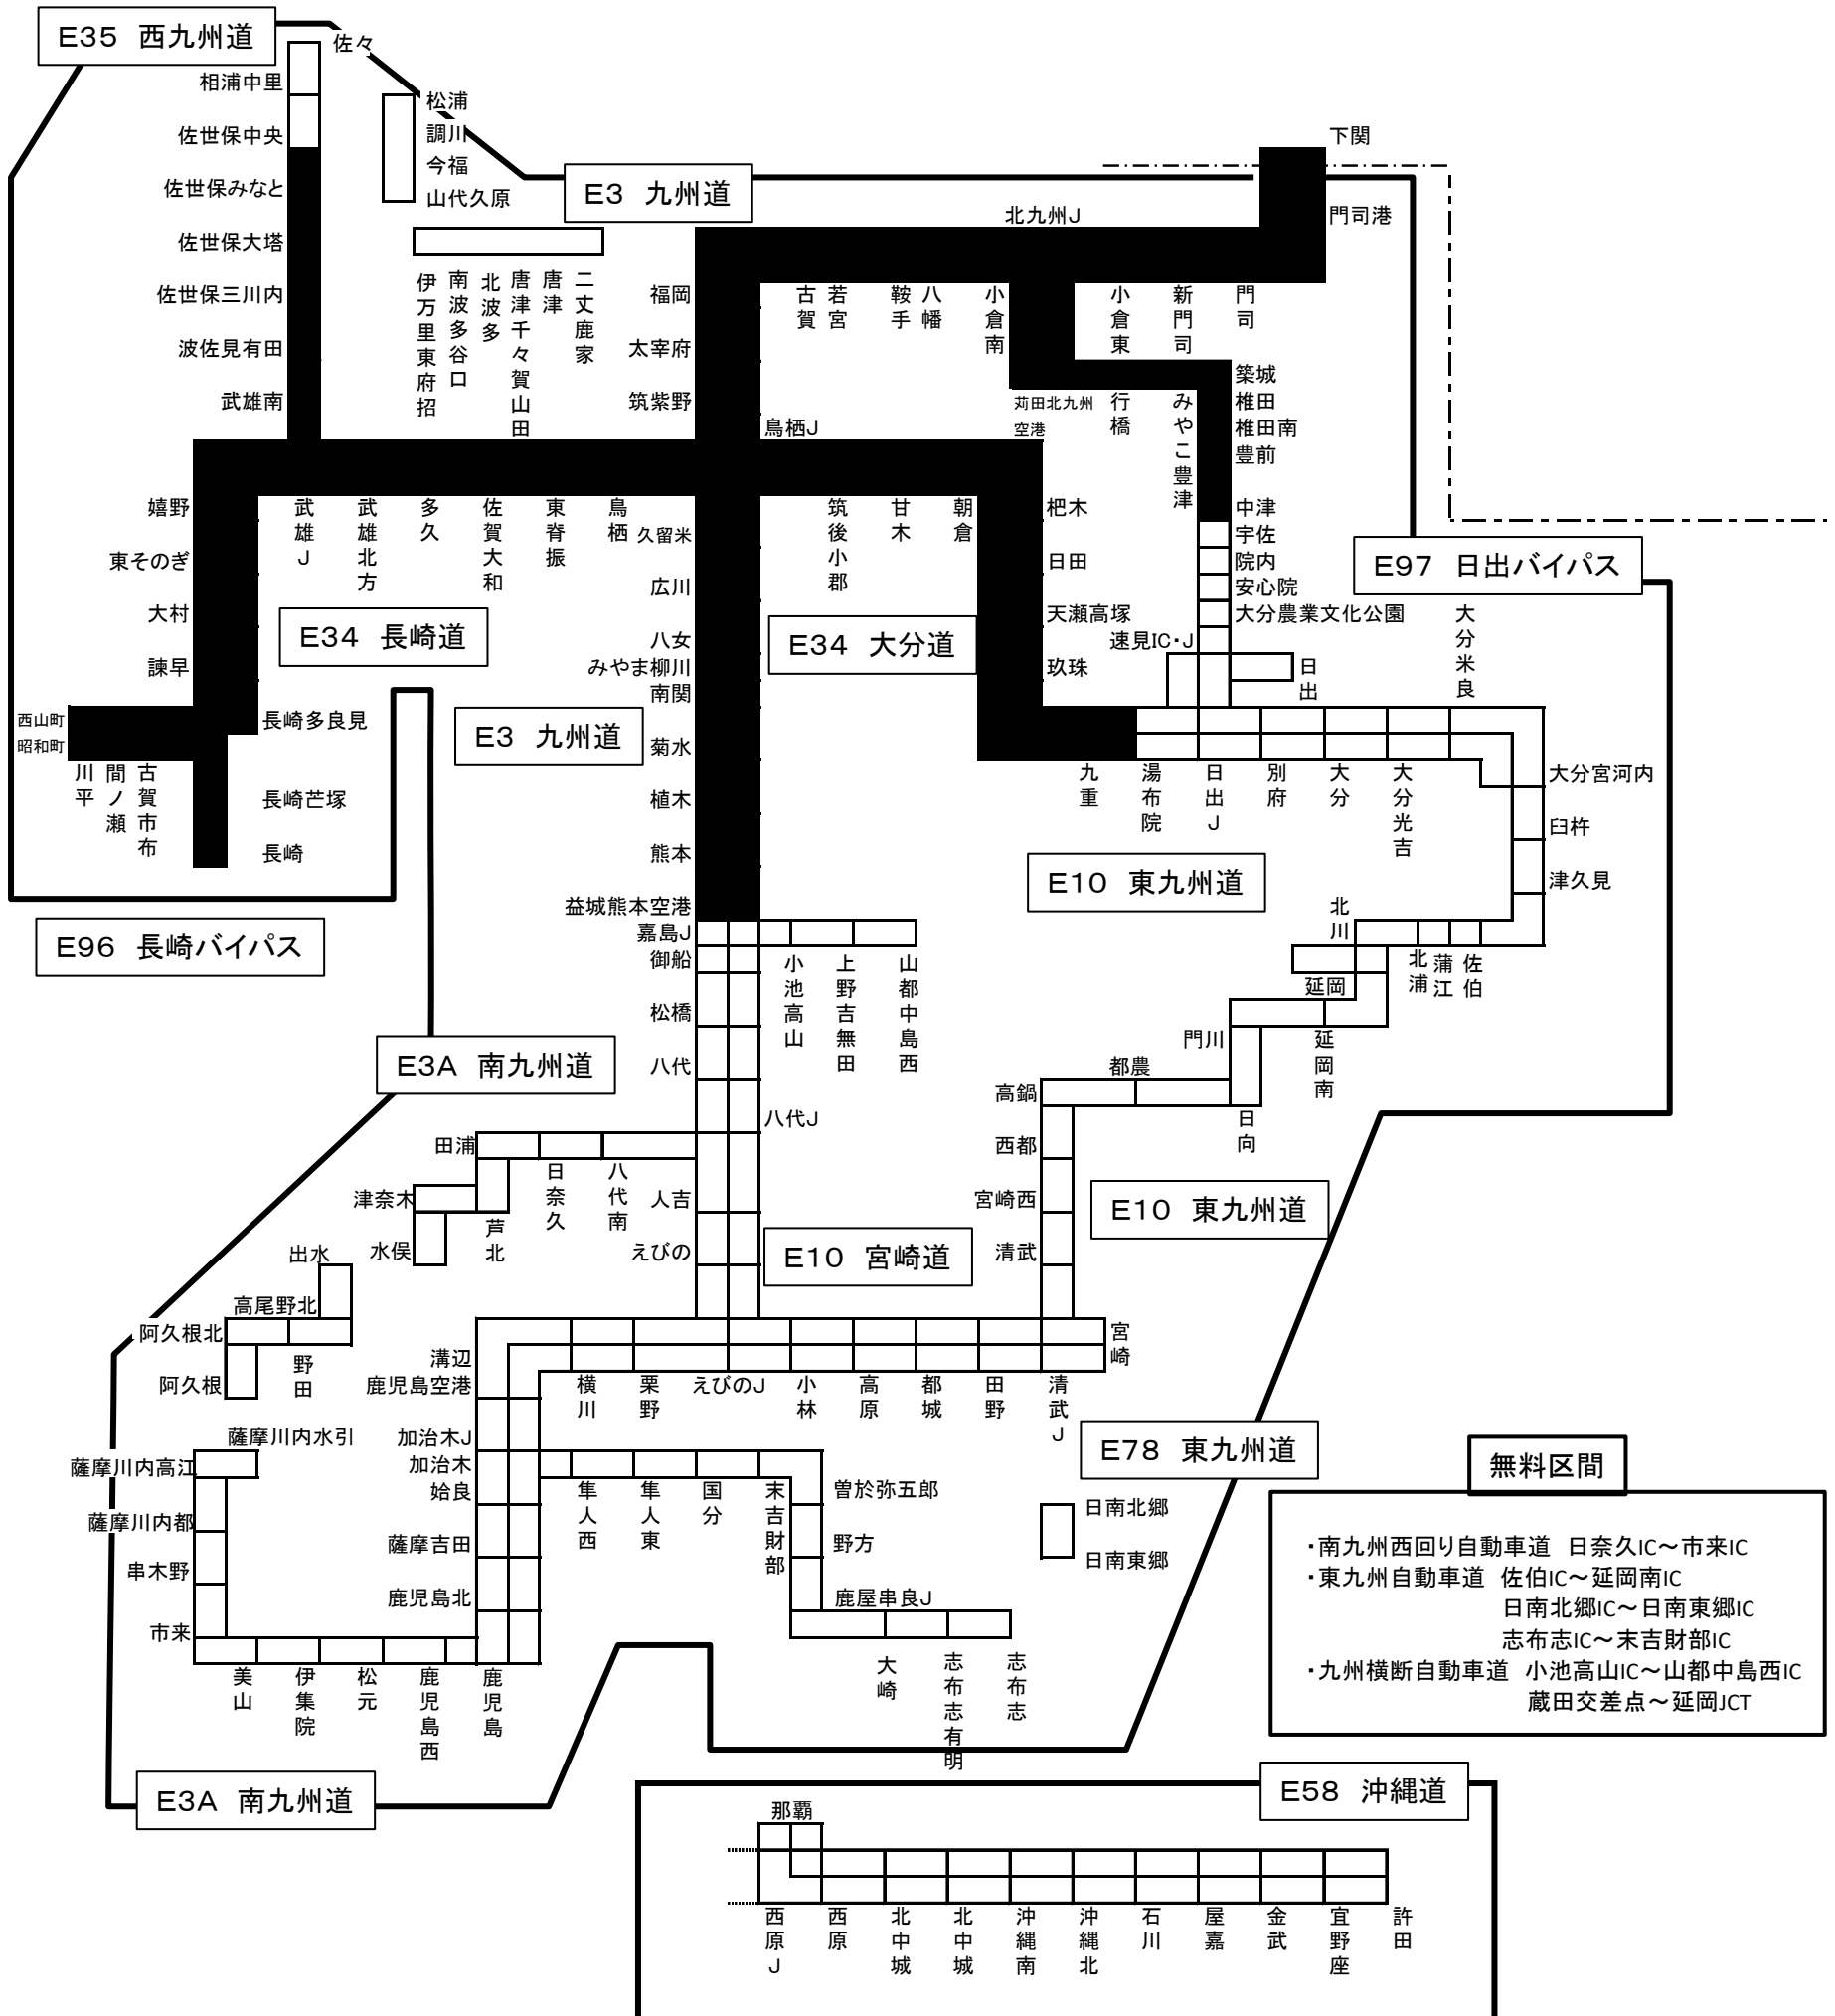 E35 西九州道
佐々
相浦中里
佐世保中央
佐世保みなと
佐世保大塔
佐世保三川内
波佐見有田
武雄南
松浦
調川
今福
山代久原
E3 九州道
伊万里東府招
南波多谷口
北波多
唐津千々賀山田
唐津
二丈鹿家
下関
門司港
北九州J
福岡
太宰府
筑紫野
古賀
若宮
鞍手
八幡
小倉南
小倉東
新門司
門司
鳥栖J
苅田北九州
空港
行橋
みやこ豊津
築城
椎田
椎田南
豊前
中津
宇佐
院内
安心院
大分農業文化公園
速見IC・J
日出
大分米良
E97 日出バイパス
嬉野
東そのぎ
大村
諫早
武雄J
武雄北方
多久
佐賀大和
東脊振
鳥栖
久留米
広川
八女
みやま柳川
南関
菊水
植木
熊本
益城熊本空港
嘉島J
御船
松橋
八代
筑後小郡
甘木
朝倉
杷木
日田
天瀬高塚
玖珠
E34 長崎道
E34 大分道
E3 九州道
西山町
昭和町
長崎多良見
川平
間ノ瀬
古賀市布
長崎芒塚
長崎
E96 長崎バイパス
九重
湯布院
日出J
別府
大分
大分光吉
大分宮河内
臼杵
津久見
E10 東九州道
北川
北浦
蒲江
佐伯
延岡
延岡南
門川
日向
都農
高鍋
西都
宮崎西
清武
小池高山
上野吉無田
山都中島西
E3A 南九州道
八代J
田浦
日奈久
八代南
津奈木
芦北
水俣
人吉
えびの
E10 宮崎道
E10 東九州道
出水
高尾野北
阿久根北
野田
阿久根
溝辺
鹿児島空港
横川
栗野
えびのJ
小林
高原
都城
田野
清武J
宮崎
E78 東九州道
薩摩川内水引
薩摩川内高江
薩摩川内都
串木野
市来
加治木J
加治木
姶良
薩摩吉田
鹿児島北
隼人西
隼人東
国分
末吉財部
曽於弥五郎
野方
鹿屋串良J
大崎
志布志有明
志布志
日南北郷
日南東郷
美山
伊集院
松元
鹿児島西
鹿児島
E3A 南九州道
無料区間
・南九州西回り自動車道 日奈久IC～市来IC
・東九州自動車道 佐伯IC～延岡南IC
日南北郷IC～日南東郷IC
志布志IC～末吉財部IC
・九州横断自動車道 小池高山IC～山都中島西IC
蔵田交差点～延岡JCT
E58 沖縄道
那覇
西原J
西原
北中城
北中城
沖縄南
沖縄北
石川
屋嘉
金武
宜野座
許田